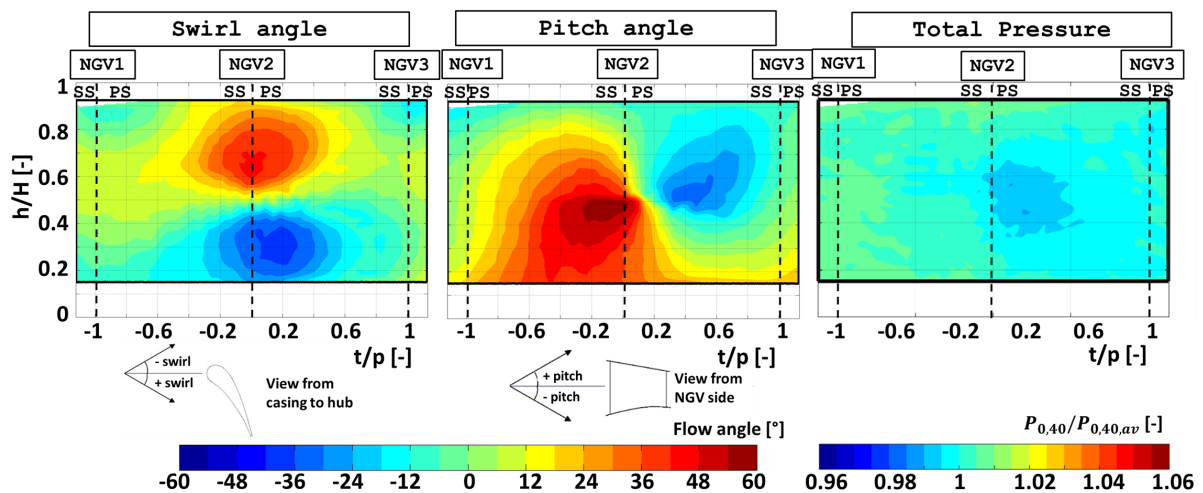 Swirl angle
Pitch angle
Total Pressure
NGV1
NGV2
NGV3
NGV1
NGV2
NGV3
NGV1
NGV2
NGV3
SS PS
SS PS
SS PS
SS PS
SS PS
SS PS
SS PS
SS PS
SS PS
h/H [-]
1
0.8
0.6
0.4
0.2
0
-1 -0.6 -0.2 0.2 0.6 1
-1 -0.6 -0.2 0.2 0.6 1
-1 -0.6 -0.2 0.2 0.6 1
t/p [-]
t/p [-]
t/p [-]
- swirl
+ swirl
View from
casing to hub
+ pitch
- pitch
View from
NGV side
Flow angle [°]
-60 -48 -36 -24 -12 0 12 24 36 48 60
P0,40/P0,40,av [-]
0.96 0.98 1 1.02 1.04 1.06